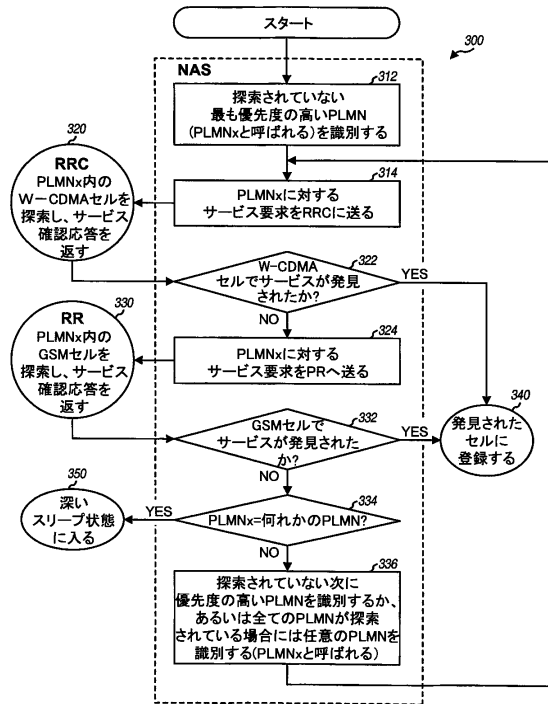 スタート
300
NAS
312
探索されていない
最も優先度の高いPLMN
(PLMNxと呼ばれる)を識別する
320
RRC
PLMNx内の
W-CDMAセルを
探索し、サービス
確認応答を
返す
314
PLMNxに対する
サービス要求をRRCに送る
322
W-CDMA
セルでサービスが発見
されたか?
YES
NO
330
RR
PLMNx内の
GSMセルを
探索し、サービス
確認応答を
返す
324
PLMNxに対する
サービス要求をPRへ送る
332
GSMセルで
サービスが発見された
か?
YES
NO
340
発見された
セルに
登録する
350
深い
スリープ状態
に入る
YES
334
PLMNx=何れかのPLMN?
NO
336
探索されていない次に
優先度の高いPLMNを識別するか、
あるいは全てのPLMNが探索
されている場合には任意のPLMNを
識別する(PLMNxと呼ばれる)